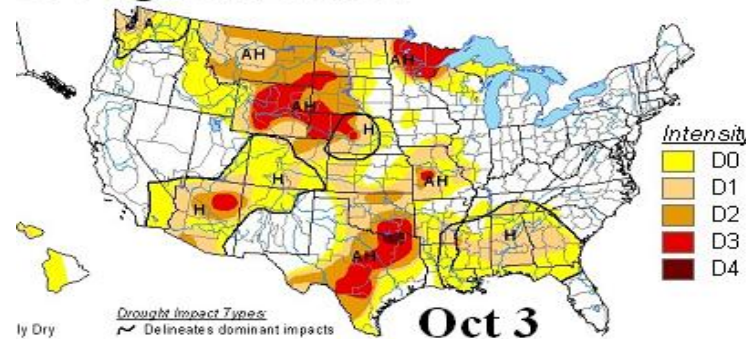 A
AH
AH
AH
H
H
AH
H
H
AH
Intensity
D0
D1
D2
D3
D4
ly Dry
Drought Impact Types:
Delineates dominant impacts
Oct 3